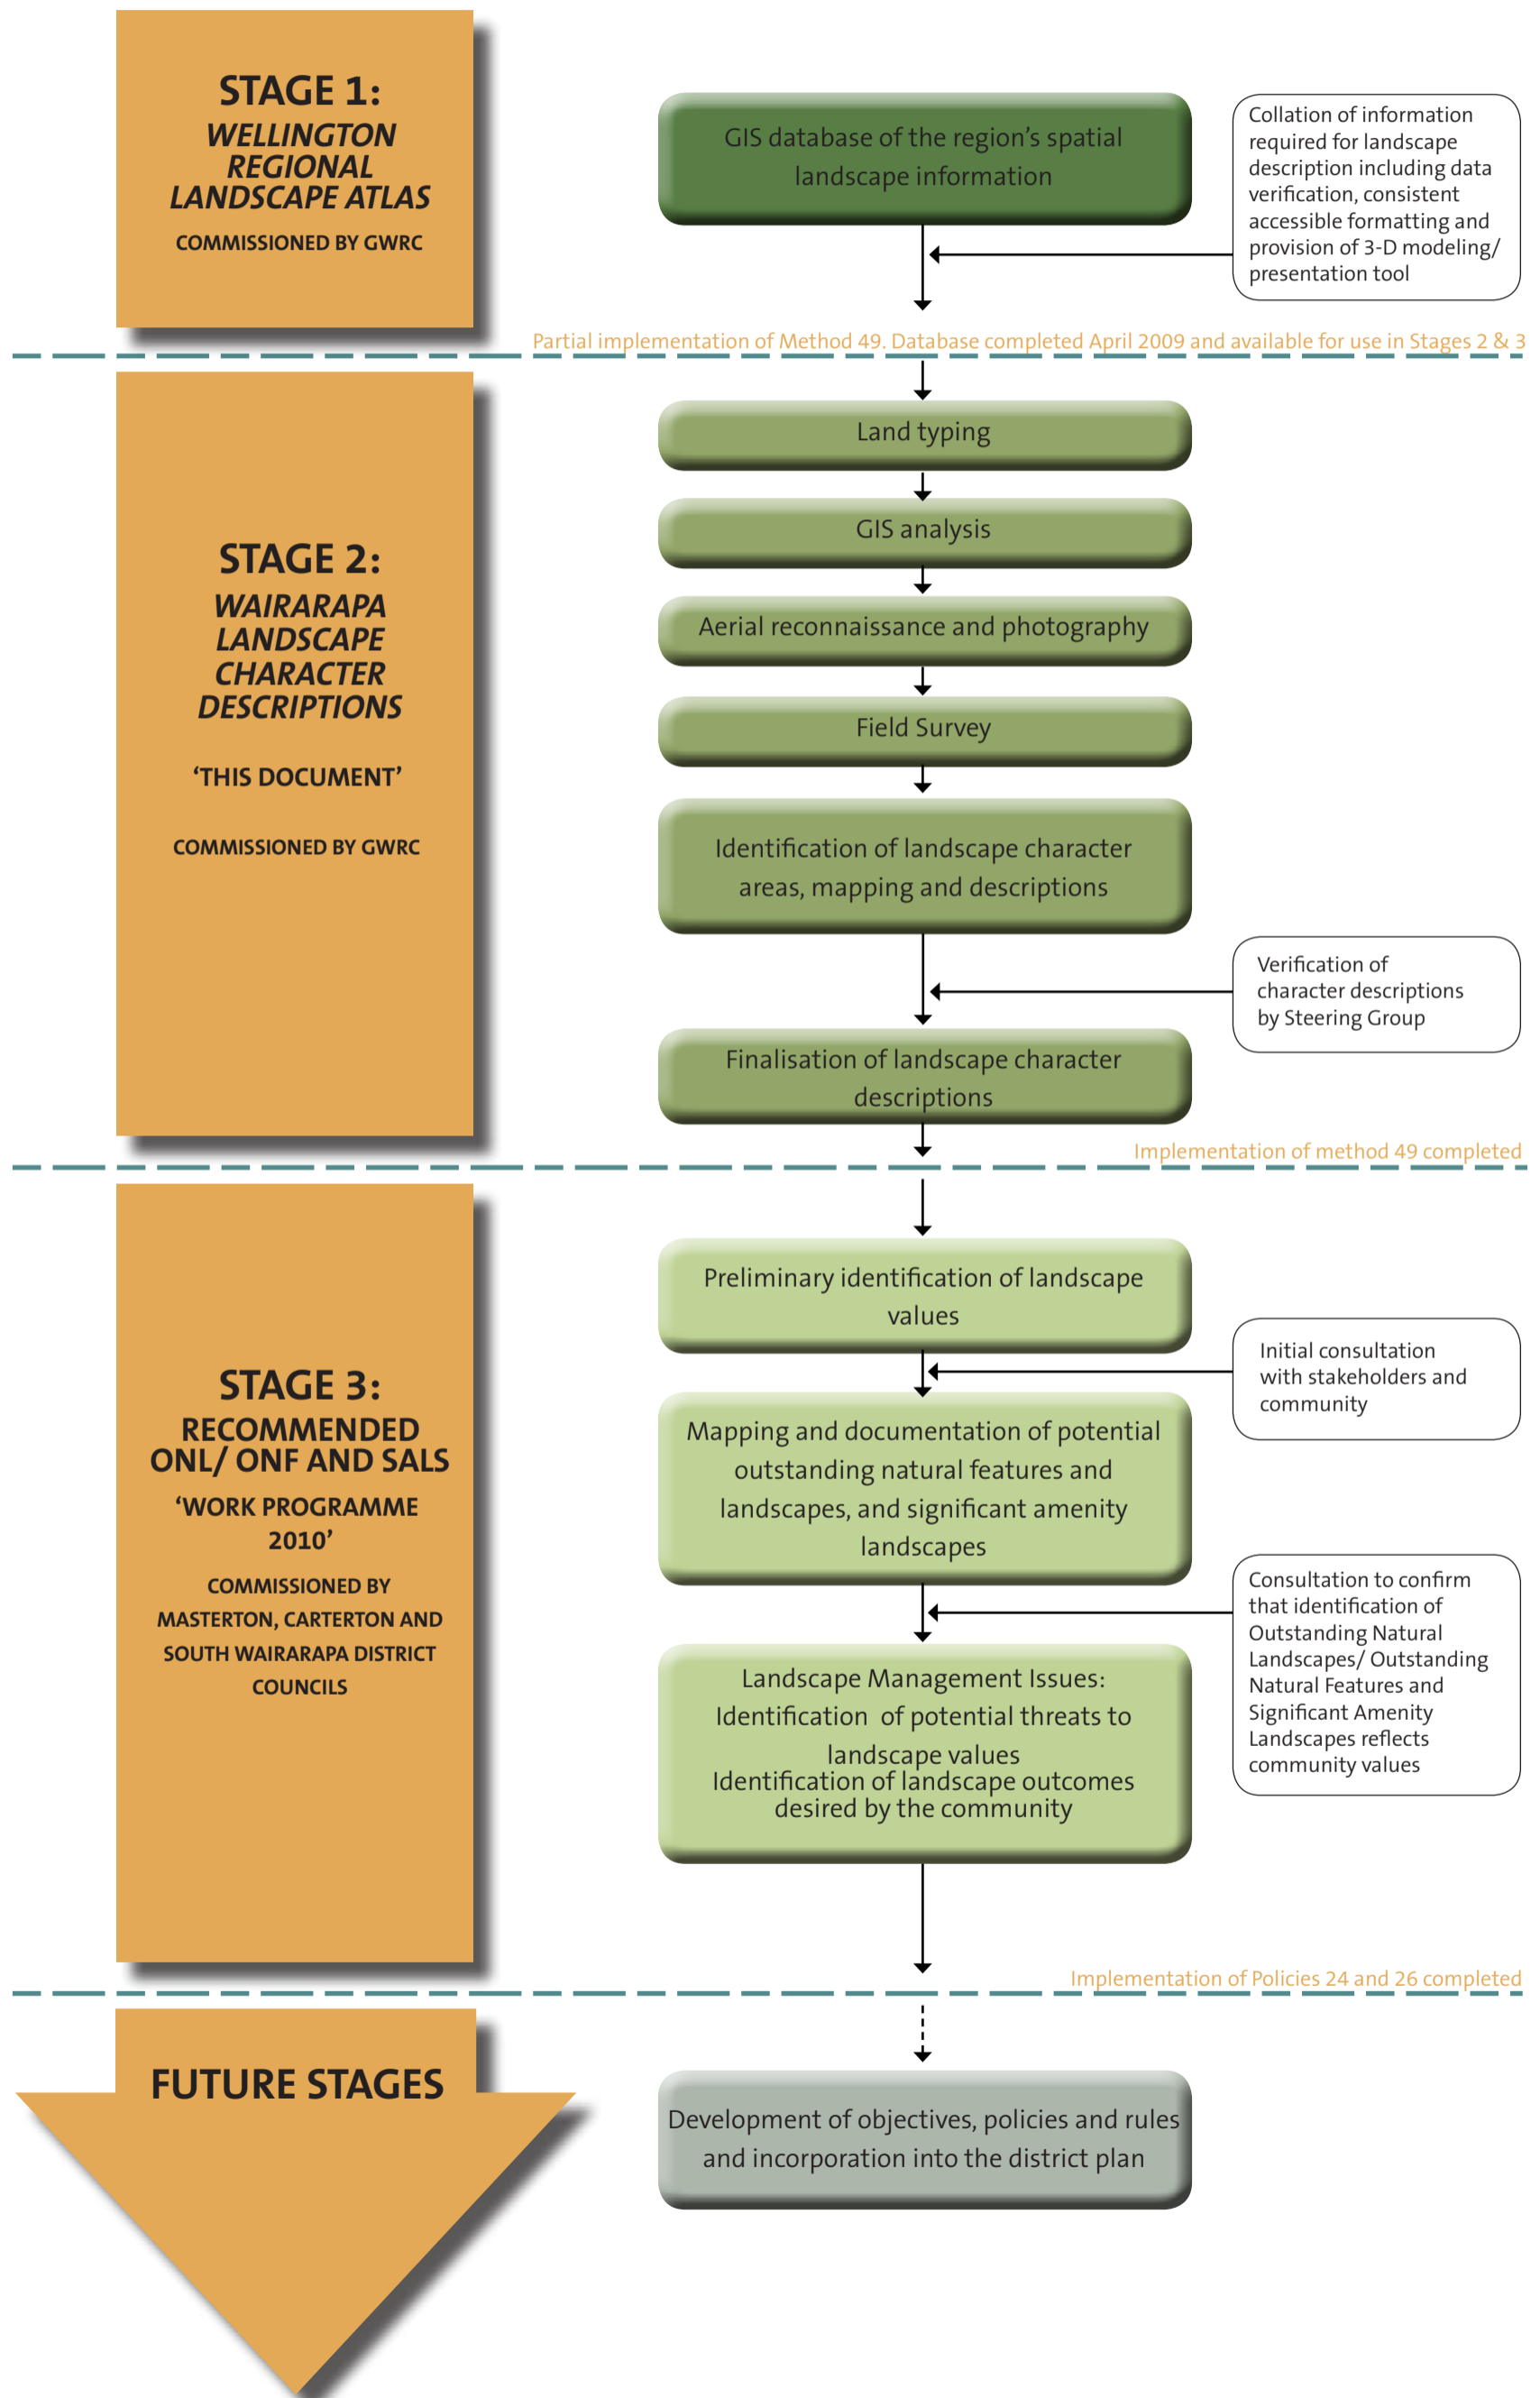 STAGE 1:
WELLINGTON
REGIONAL
LANDSCAPE ATLAS
COMMISSIONED BY GWRC
GIS database of the region’s spatial
landscape information
Collation of information
required for landscape
description including data
verification, consistent
accessible formatting and
provision of 3-D modeling/
presentation tool
Partial implementation of Method 49. Database completed April 2009 and available for use in Stages 2 & 3
STAGE 2:
WAIRARAPA
LANDSCAPE
CHARACTER
DESCRIPTIONS
‘THIS DOCUMENT’
COMMISSIONED BY GWRC
Land typing
GIS analysis
Aerial reconnaissance and photography
Field Survey
Identification of landscape character
areas, mapping and descriptions
Verification of
character descriptions
by Steering Group
Finalisation of landscape character
descriptions
Implementation of method 49 completed
STAGE 3:
RECOMMENDED
ONL/ ONF AND SALS
‘WORK PROGRAMME
2010’
COMMISSIONED BY
MASTERTON, CARTERTON AND
SOUTH WAIRARAPA DISTRICT
COUNCILS
Preliminary identification of landscape
values
Initial consultation
with stakeholders and
community
Mapping and documentation of potential
outstanding natural features and
landscapes, and significant amenity
landscapes
Consultation to confirm
that identification of
Outstanding Natural
Landscapes/ Outstanding
Natural Features and
Significant Amenity
Landscapes reflects
community values
Landscape Management Issues:
Identification of potential threats to
landscape values
Identification of landscape outcomes
desired by the community
Implementation of Policies 24 and 26 completed
FUTURE STAGES
Development of objectives, policies and rules
and incorporation into the district plan